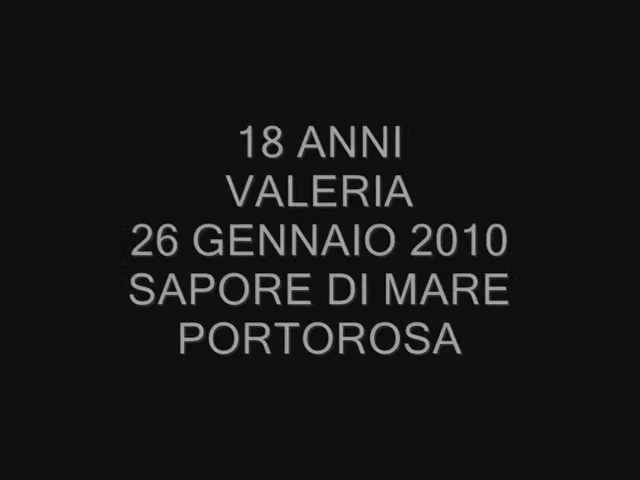 18 ANNI
VALERIA
26 GENNAIO 2010
SAPORE DI MARE
PORTOROSA